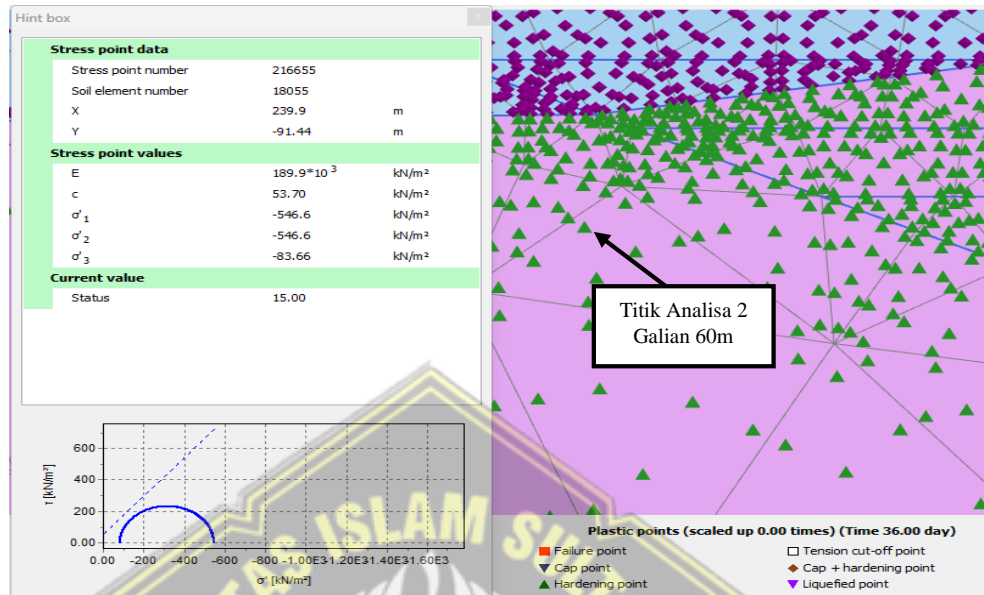 Hint box
x
Stress point data
Stress point number 216655
Soil element number 18055
X 239.9 m
Y -91.44 m
Stress point values
E 189.9*10 3 kN/m²
c 53.70 kN/m²
σ'1 -546.6 kN/m²
σ'2 -546.6 kN/m²
σ'3 -83.66 kN/m²
Current value
Status 15.00
Titik Analisa 2
Galian 60m
τ [kN/m²]
600
400
200
0.00
0.00 -200 -400 -600 -800 -1.00E3 -1.20E3 -1.40E3 -1.60E3
σ' [kN/m²]
Plastic points (scaled up 0.00 times) (Time 36.00 day)
Failure point
Tension cut-off point
Cap point
Cap + hardening point
Hardening point
Liquefied point
ISLAM